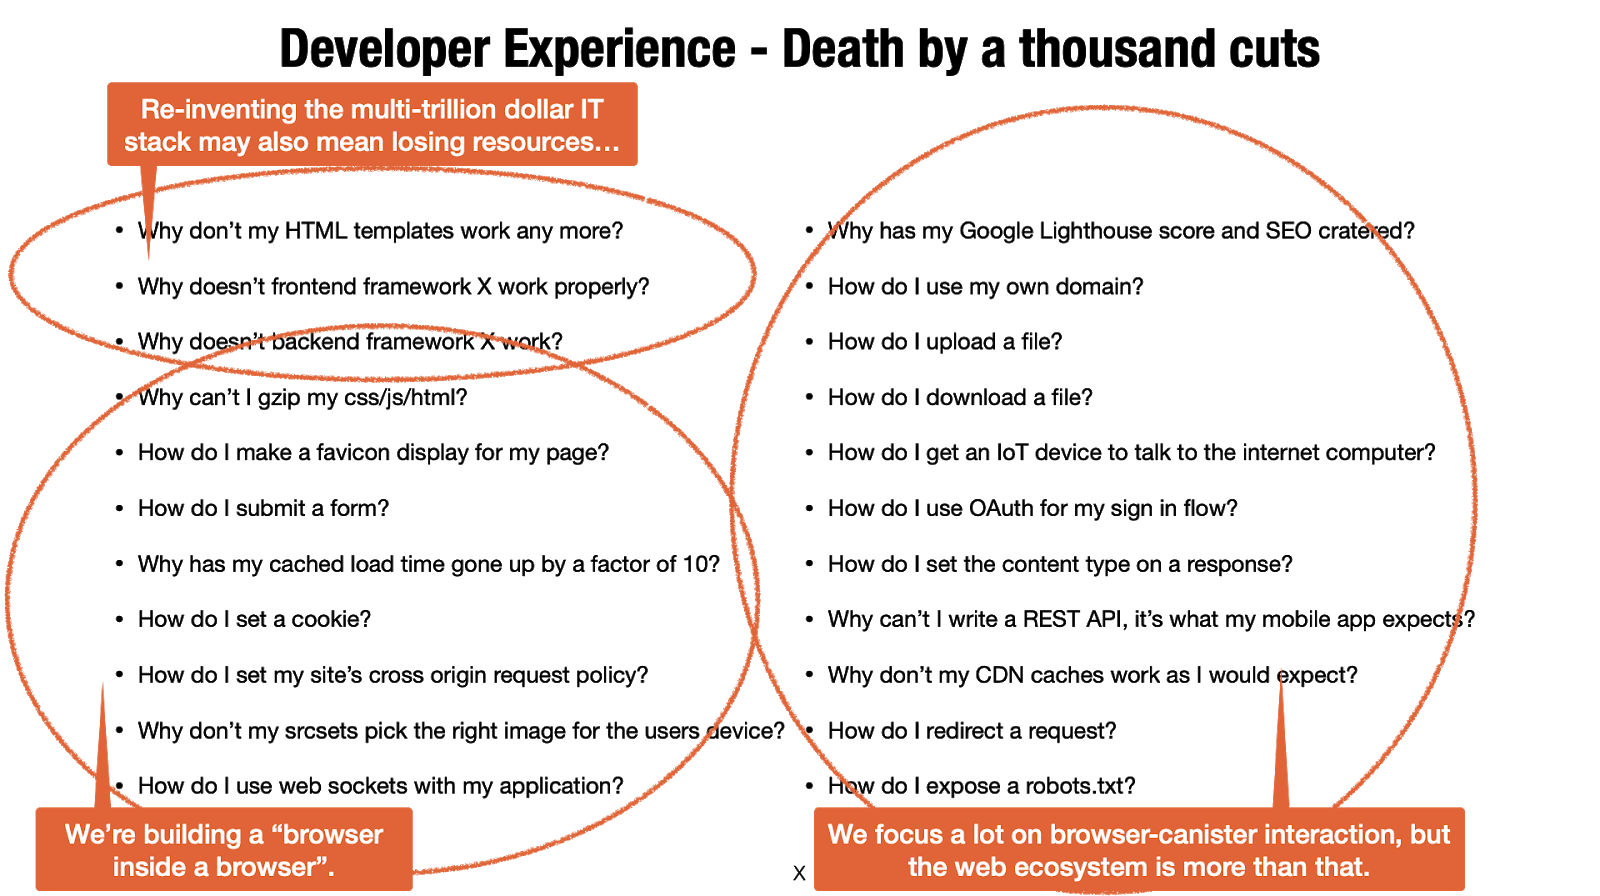 Developer Experience - Death by a thousand cuts
Re-inventing the multi-trillion dollar IT
stack may also mean losing resources…
• Why don’t my HTML templates work any more?
• Why doesn’t frontend framework X work properly?
• Why doesn’t backend framework X work?
• Why can’t I gzip my css/js/html?
• How do I make a favicon display for my page?
• How do I submit a form?
• Why has my cached load time gone up by a factor of 10?
• How do I set a cookie?
• How do I set my site’s cross origin request policy?
• Why don’t my srcsets pick the right image for the users device?
• How do I use web sockets with my application?
We’re building a “browser
inside a browser”.
• Why has my Google Lighthouse score and SEO cratered?
• How do I use my own domain?
• How do I upload a file?
• How do I download a file?
• How do I get an IoT device to talk to the internet computer?
• How do I use OAuth for my sign in flow?
• How do I set the content type on a response?
• Why can’t I write a REST API, it’s what my mobile app expects?
• Why don’t my CDN caches work as I would expect?
• How do I redirect a request?
• How do I expose a robots.txt?
We focus a lot on browser-canister interaction, but
the web ecosystem is more than that.
X